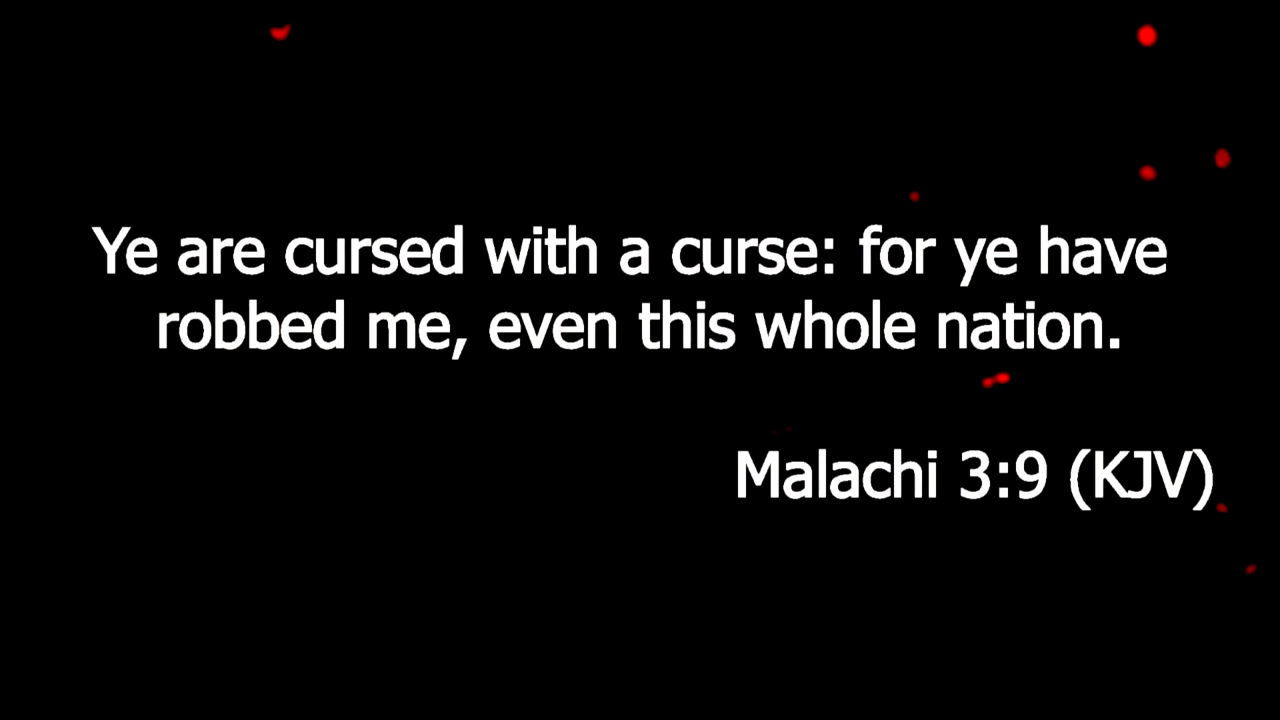 Ye are cursed with a curse: for ye have
robbed me, even this whole nation.
Malachi 3:9 (KJV)